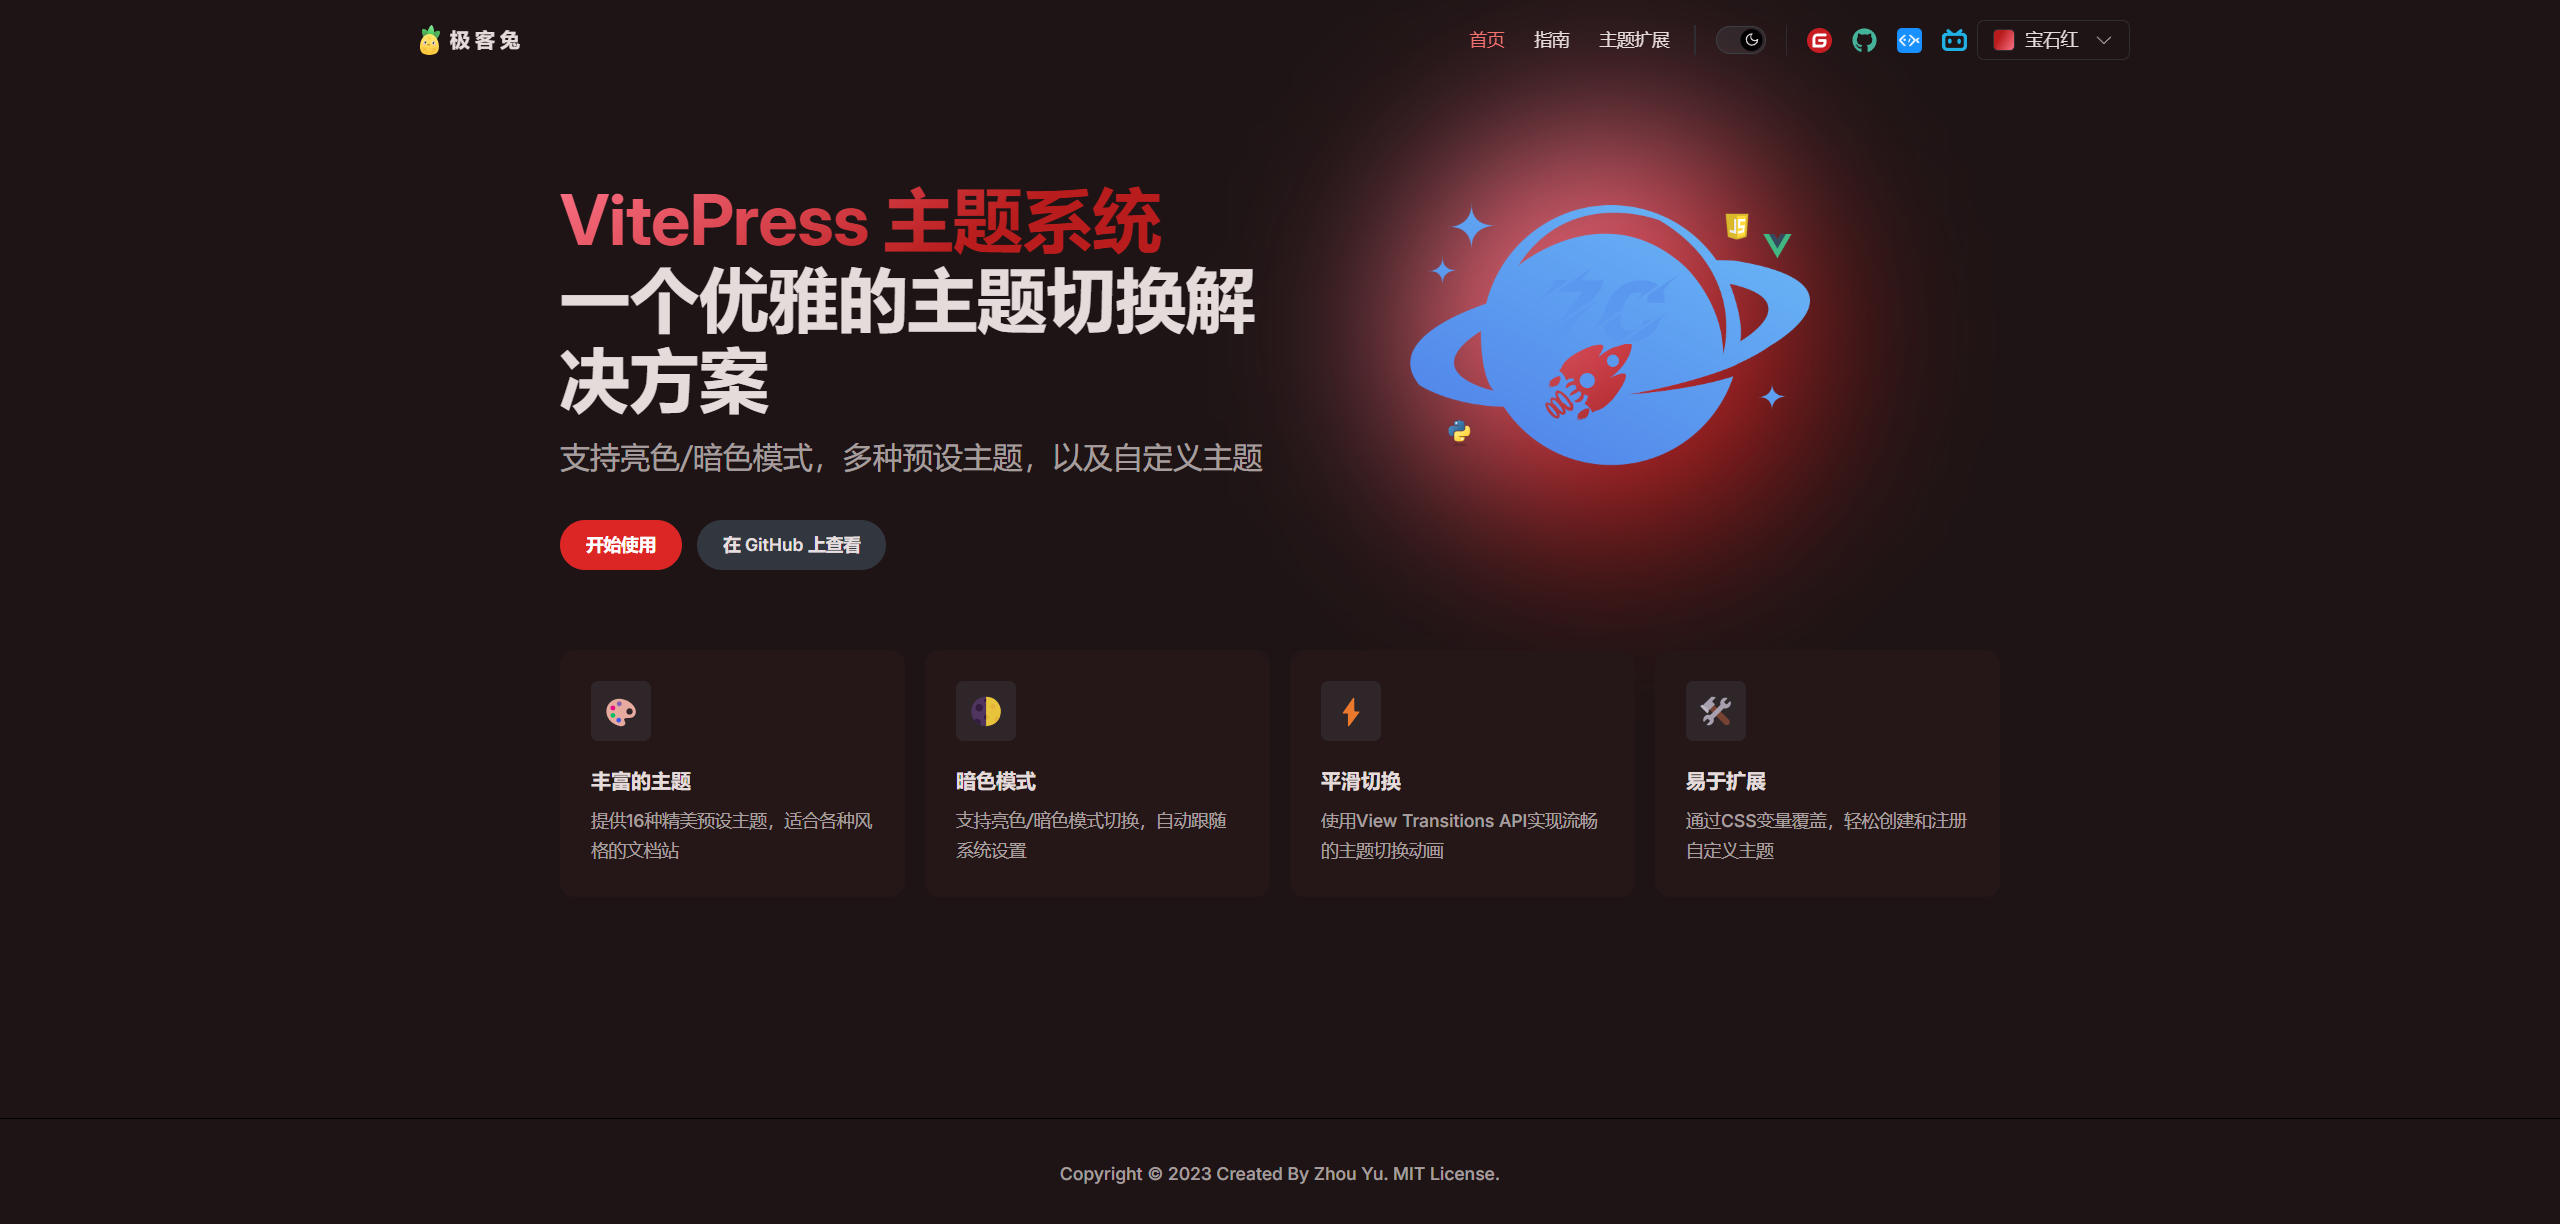 极客兔
首页 指南 主题扩展 宝石红
VitePress 主题系统
一个优雅的主题切换解
决方案
支持亮色/暗色模式，多种预设主题，以及自定义主题
开始使用 在 GitHub 上查看
JS
丰富的主题
提供16种精美预设主题，适合各种风
格的文档站
暗色模式
支持亮色/暗色模式切换，自动跟随
系统设置
平滑切换
使用View Transitions API实现流畅
的主题切换动画
易于扩展
通过CSS变量覆盖，轻松创建和注册
自定义主题
Copyright © 2023 Created By Zhou Yu. MIT License.